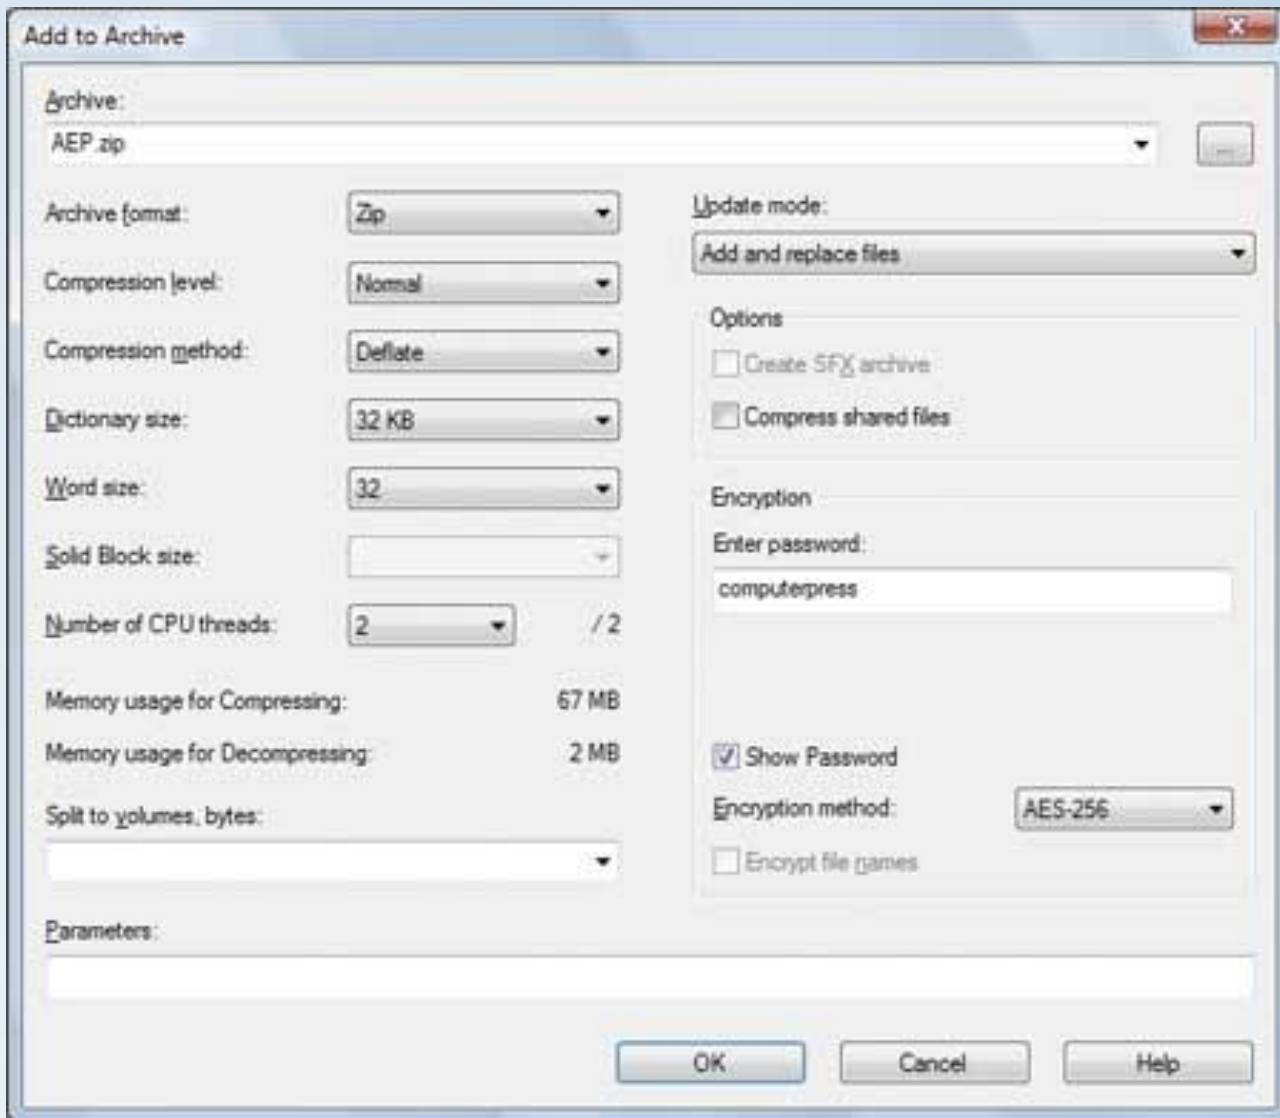 Add to Archive
Archive:
AEP.zip
...
Archive format: Zip
Compression level: Normal
Compression method: Deflate
Dictionary size: 32 KB
Word size: 32
Solid Block size:
Number of CPU threads: 2 / 2
Memory usage for Compressing: 67 MB
Memory usage for Decompressing: 2 MB
Split to volumes, bytes:
Update mode:
Add and replace files
Options
Create SFX archive
Compress shared files
Encryption
Enter password:
computerpress
Show Password
Encryption method: AES-256
Encrypt file names
Parameters:
OK Cancel Help